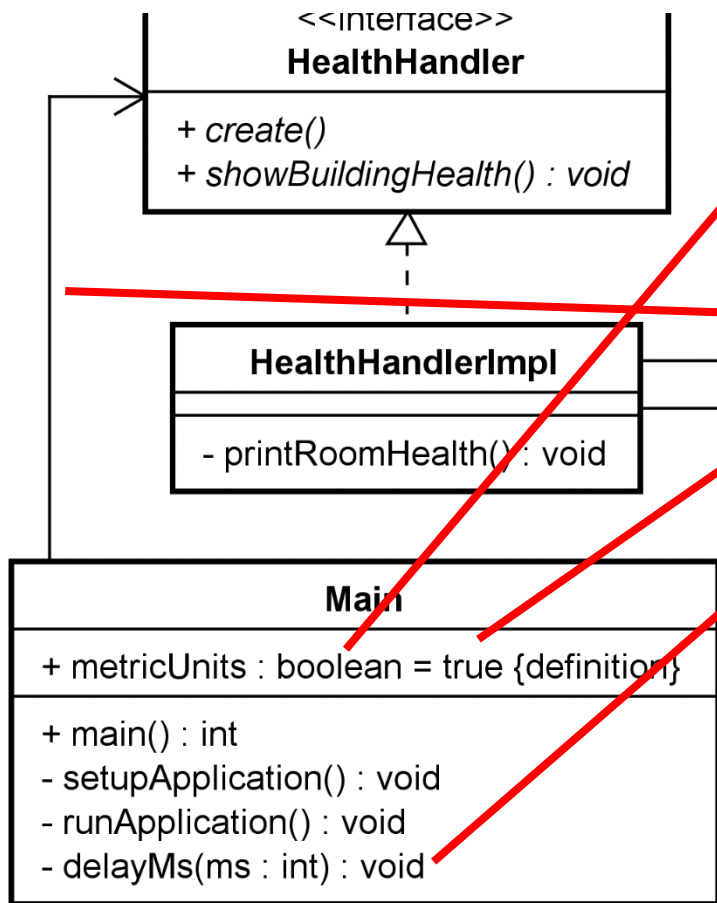 <<interface>>
HealthHandler
+ create()
+ showBuildingHealth() : void
HealthHandlerImpl
- printRoomHealth() : void
Main
+ metricUnits : boolean = true {definition}
+ main() : int
- setupApplication() : void
- runApplication() : void
- delayMs(ms : int) : void